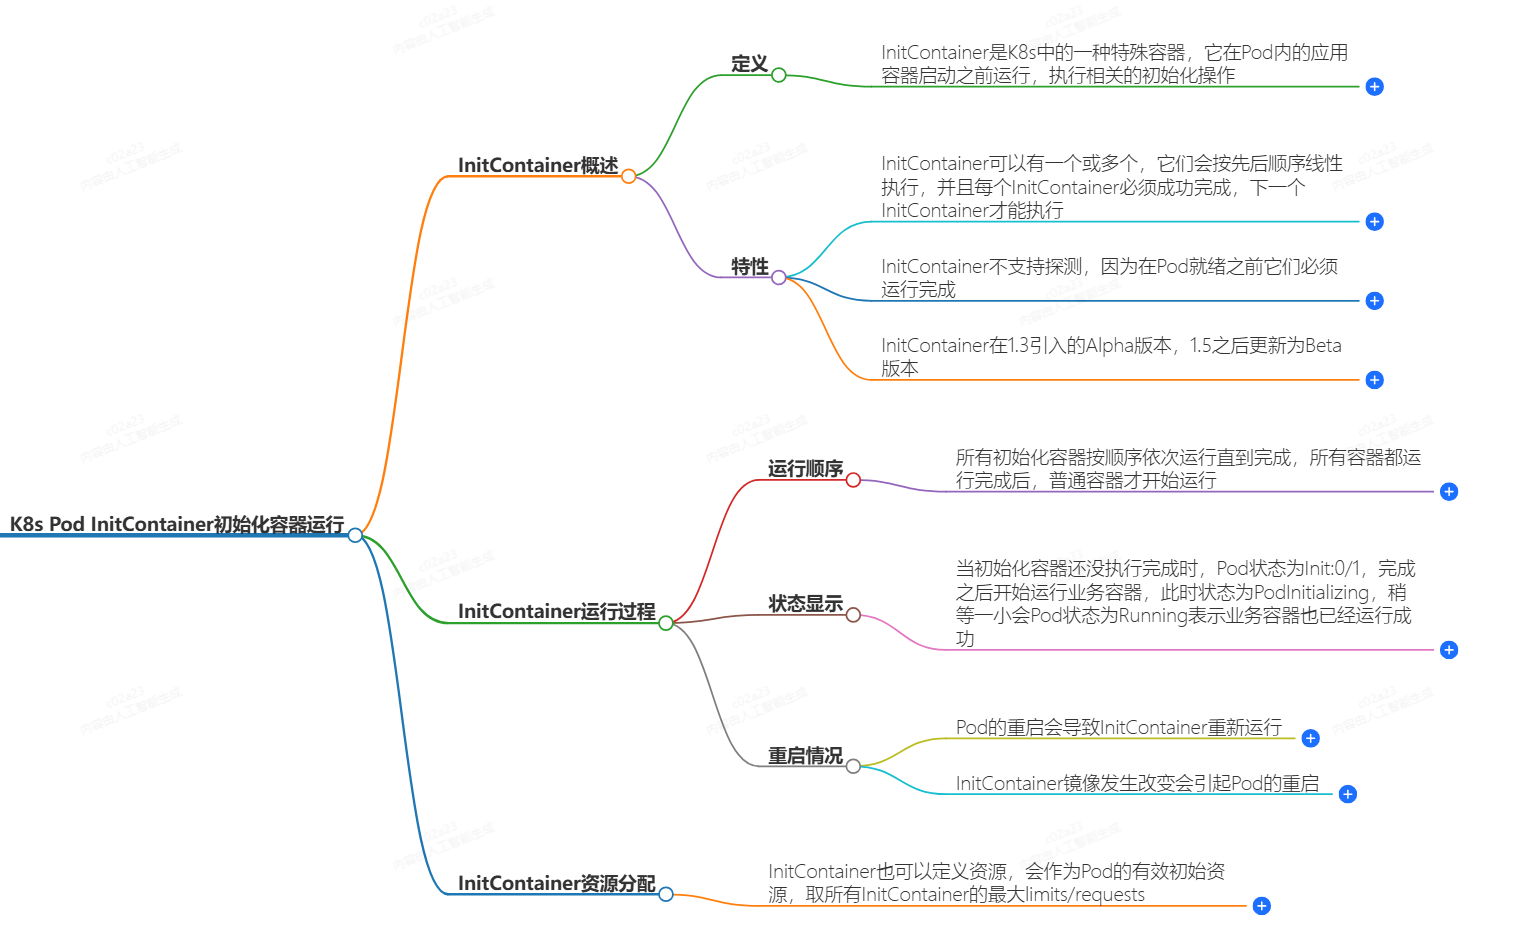 K8s Pod InitContainer初始化容器运行
InitContainer概述
定义
InitContainer是K8s中的一种特殊容器，它在Pod内的应用
容器启动之前运行，执行相关的初始化操作
特性
InitContainer可以有一个或多个，它们会按先后顺序线性
执行，并且每个InitContainer必须成功完成，下一个
InitContainer才能执行
InitContainer不支持探测，因为在Pod就绪之前它们必须
运行完成
InitContainer在1.3引入的Alpha版本，1.5之后更新为Beta
版本
InitContainer运行过程
运行顺序
所有初始化容器按顺序依次运行直到完成，所有容器都运
行完成后，普通容器才开始运行
状态显示
当初始化容器还没执行完成时，Pod状态为Init:0/1，完成
之后开始运行业务容器，此时状态为PodInitializing，稍
等一小会Pod状态为Running表示业务容器也已经运行成
功
重启情况
Pod的重启会导致InitContainer重新运行
InitContainer镜像发生改变会引起Pod的重启
InitContainer资源分配
InitContainer也可以定义资源，会作为Pod的有效初始资
源，取所有InitContainer的最大limits/requests
c02a23
内容由人工智能生成